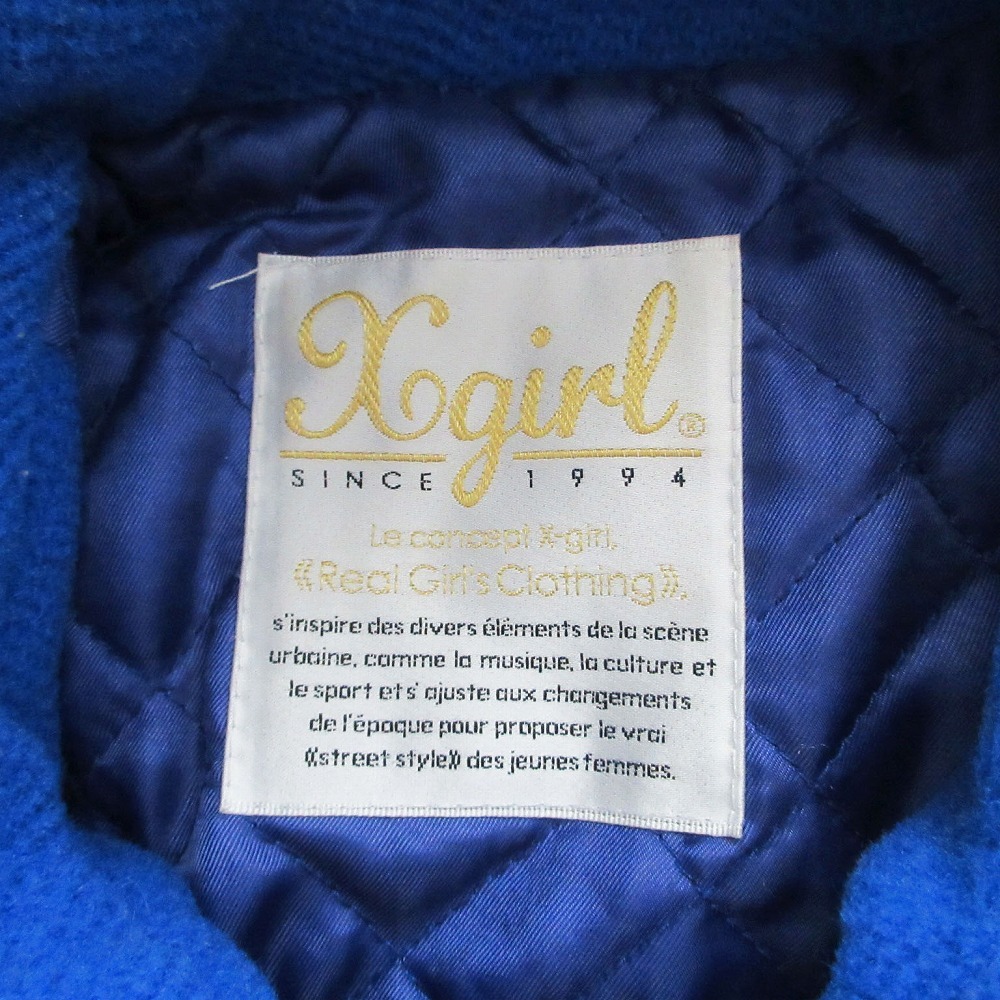 Xgirl®
SINCE 1994
Le concept X-girl.
《Real Girl's Clothing》.
s'inspire des divers éléments de la scène
urbaine, comme la musique, la culture et
le sport et s'ajuste aux changements
de l'époque pour proposer le vrai
《street style》 des jeunes femmes.